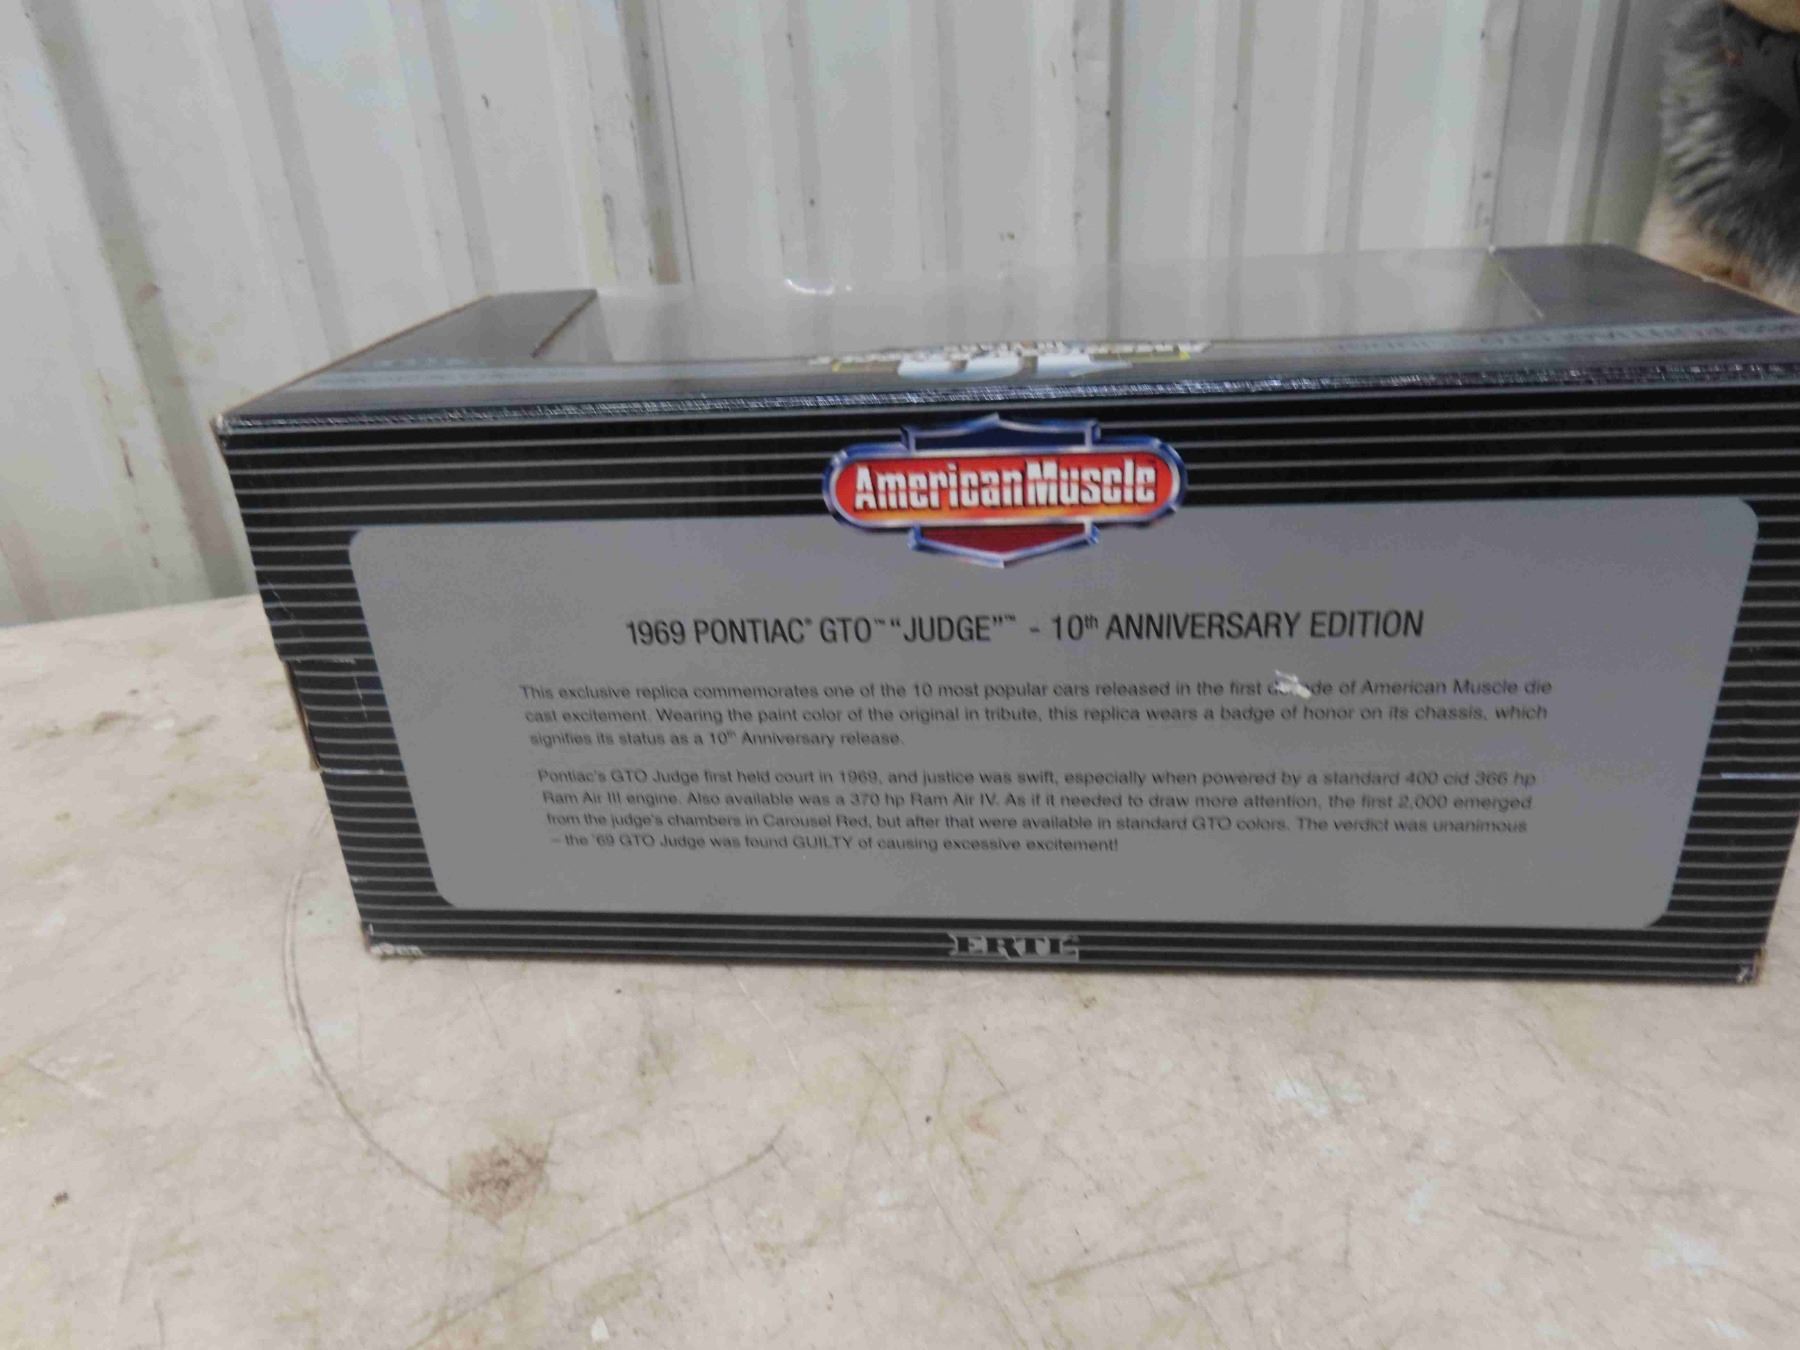 AmericanMuscle
1969 PONTIAC® GTO™ “JUDGE”™ - 10th ANNIVERSARY EDITION
This exclusive replica commemorates one of the 10 most popular cars released in the first of American Muscle die
cast excitement. Wearing the paint color of the original in tribute, this replica wears a badge of honor on its chassis, which
signifies its status as a 10th Anniversary release.
Pontiac's GTO Judge first held court in 1969, and justice was swift, especially when powered by a standard 400 cid 366 hp
Ram Air III engine. Also available was a 370 hp Ram Air IV. As if it needed to draw more attention, the first 2,000 emerged
from the judge's chambers in Carousel Red, but after that were available in standard GTO colors. The verdict was unanimous
– the '69 GTO Judge was found GUILTY of causing excessive excitement!
ERTL